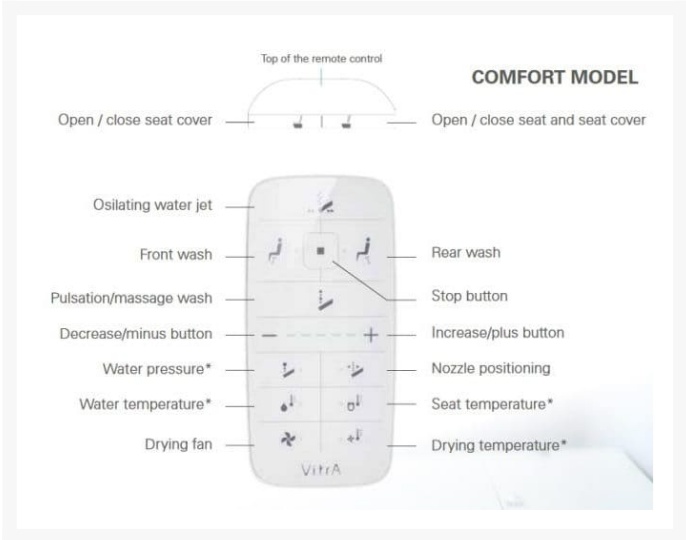 Top of the remote control
COMFORT MODEL
Open / close seat cover
Open / close seat and seat cover
Osilating water jet
Front wash
Rear wash
Pulsation/massage wash
Stop button
Decrease/minus button
Increase/plus button
Water pressure*
Nozzle positioning
Water temperature*
Seat temperature*
Drying fan
Drying temperature*
VitrA